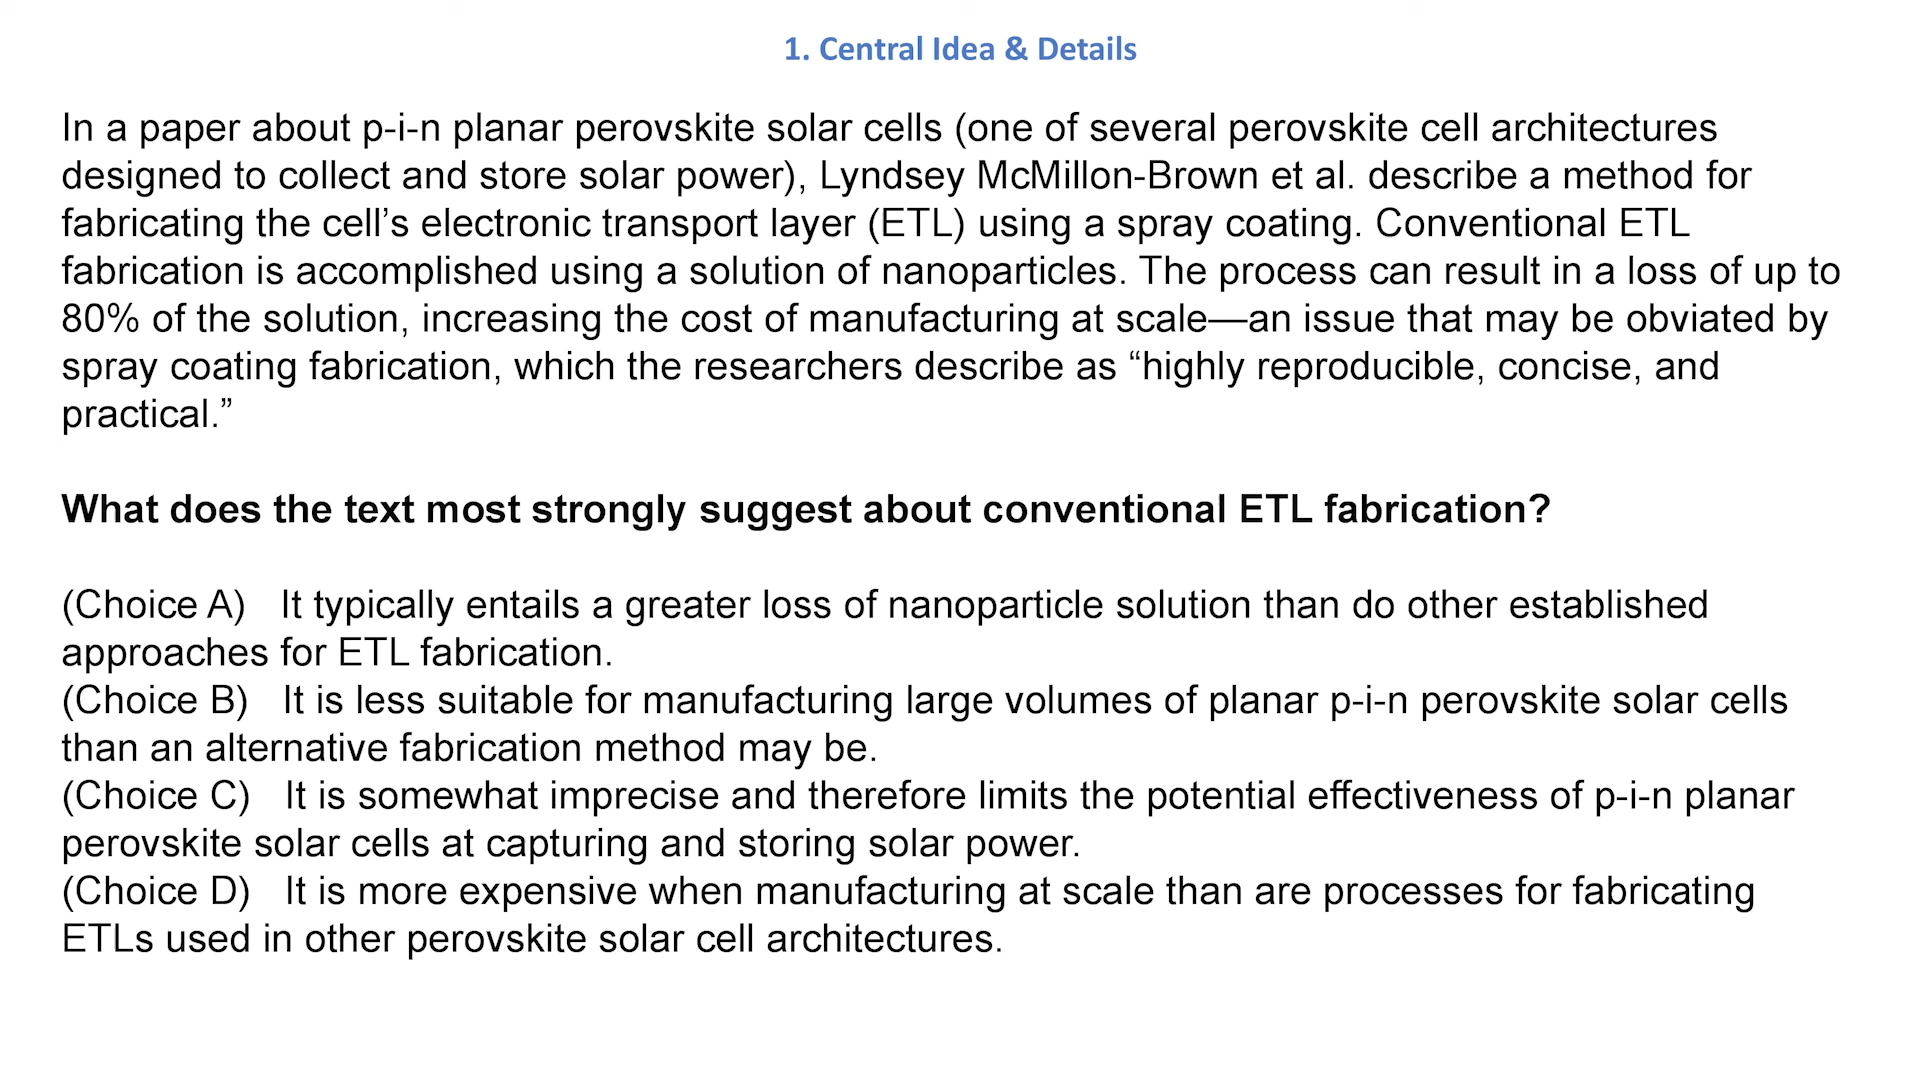 1. Central Idea & Details
In a paper about p-i-n planar perovskite solar cells (one of several perovskite cell architectures
designed to collect and store solar power), Lyndsey McMillon-Brown et al. describe a method for
fabricating the cell’s electronic transport layer (ETL) using a spray coating. Conventional ETL
fabrication is accomplished using a solution of nanoparticles. The process can result in a loss of up to
80% of the solution, increasing the cost of manufacturing at scale—an issue that may be obviated by
spray coating fabrication, which the researchers describe as “highly reproducible, concise, and
practical.”
What does the text most strongly suggest about conventional ETL fabrication?
(Choice A) It typically entails a greater loss of nanoparticle solution than do other established
approaches for ETL fabrication.
(Choice B) It is less suitable for manufacturing large volumes of planar p-i-n perovskite solar cells
than an alternative fabrication method may be.
(Choice C) It is somewhat imprecise and therefore limits the potential effectiveness of p-i-n planar
perovskite solar cells at capturing and storing solar power.
(Choice D) It is more expensive when manufacturing at scale than are processes for fabricating
ETLs used in other perovskite solar cell architectures.